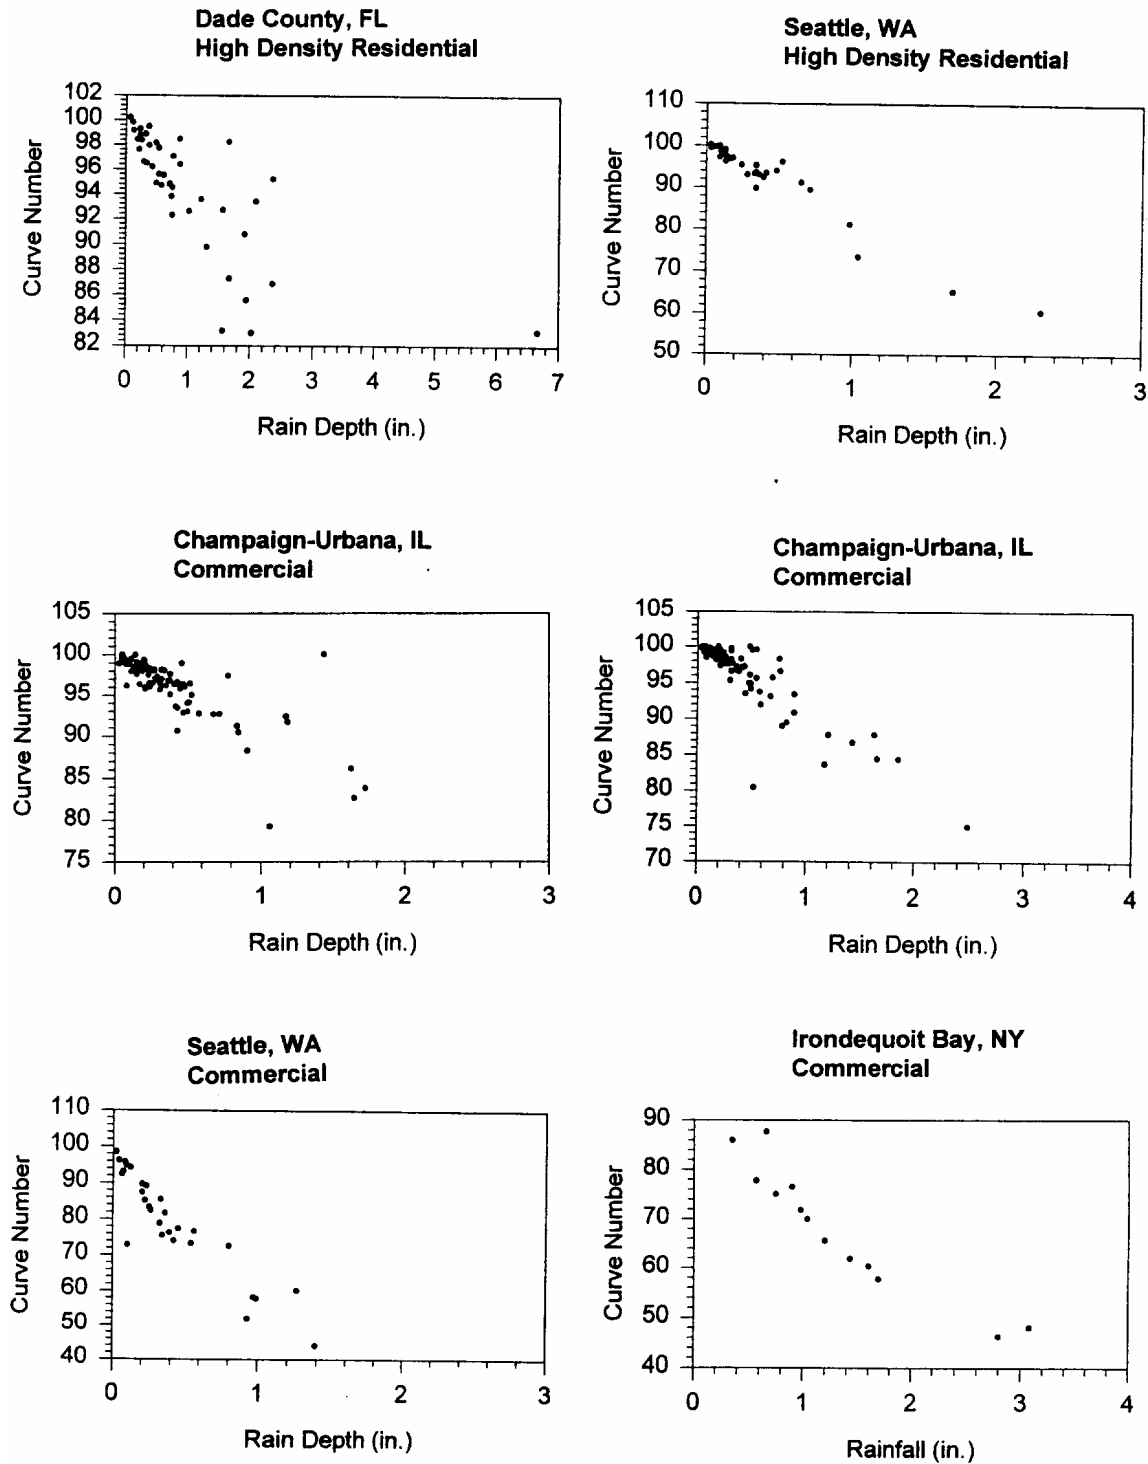 Dade County, FL
High Density Residential
102
100
98
96
94
92
90
88
86
84
82
Curve Number
0 1 2 3 4 5 6 7
Rain Depth (in.)
Seattle, WA
High Density Residential
110
100
90
80
70
60
50
Curve Number
0 1 2 3
Rain Depth (in.)
Champaign-Urbana, IL
Commercial
105
100
95
90
85
80
75
Curve Number
0 1 2 3
Rain Depth (in.)
Champaign-Urbana, IL
Commercial
105
100
95
90
85
80
75
70
Curve Number
0 1 2 3 4
Rain Depth (in.)
Seattle, WA
Commercial
110
100
90
80
70
60
50
40
Curve Number
0 1 2 3
Rain Depth (in.)
Irondequoit Bay, NY
Commercial
90
80
70
60
50
40
Curve Number
0 1 2 3 4
Rainfall (in.)